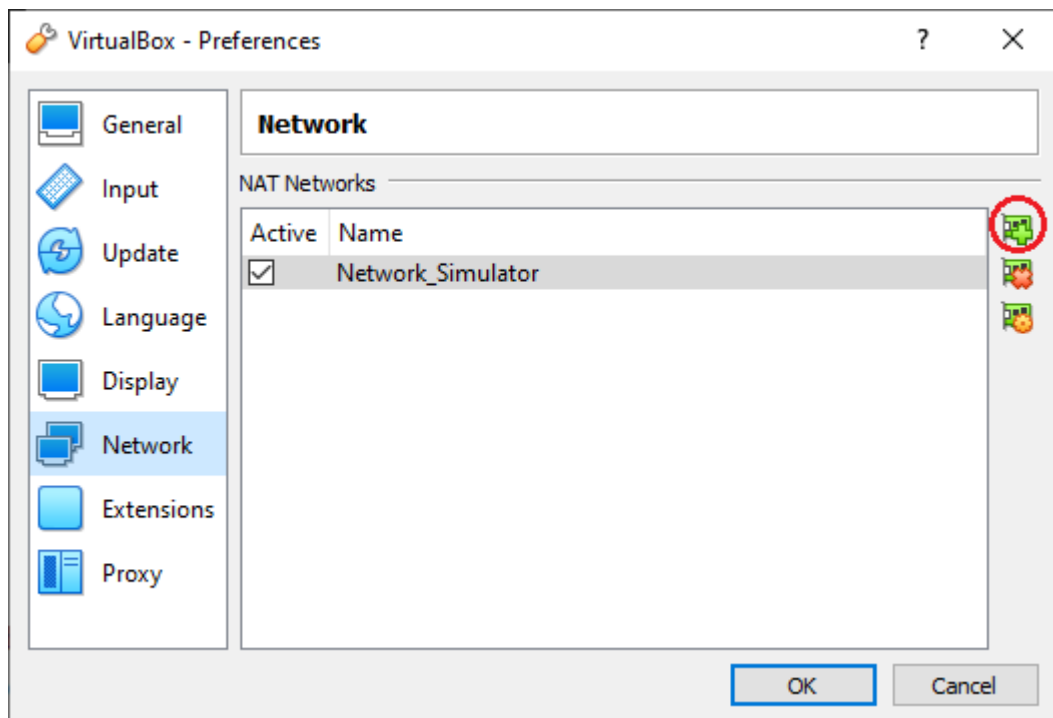 VirtualBox - Preferences ?
General
Input
Update
Language
Display
Network
Extensions
Proxy
Network
NAT Networks
Active Name
Network_Simulator
OK Cancel